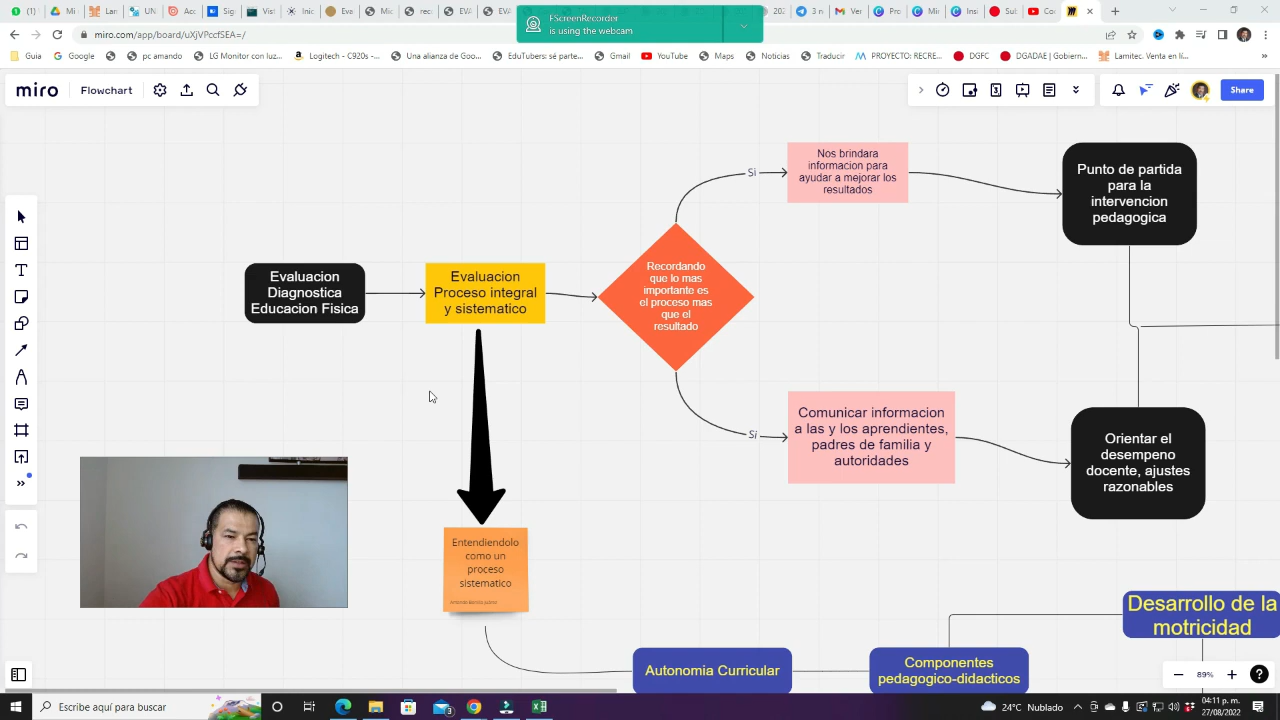 FScreenRecorder
is using the webcam
miro.com/app/board/uXjVPccfSEA=/
Guia
Google
pc amando
LG Monitor con luz...
Logitech - C920s -...
Una alianza de Goo...
EduTubers: sé parte...
Gmail
YouTube
Maps
Noticias
Traducir
PROYECTO: RECRE...
DGFC
DGADAE | Gobiern...
Lamitec. Venta en lí...
miro
Flowchart
Share
Nos brindara
informacion para
ayudar a mejorar los
resultados
Si
Punto de partida
para la
intervencion
pedagogica
Evaluacion
Diagnostica
Educacion Fisica
Evaluacion
Proceso integral
y sistematico
Recordando
que lo mas
importante es
el proceso mas
que el
resultado
Si
Comunicar informacion
a las y los aprendientes,
padres de familia y
autoridades
Orientar el
desempeno
docente, ajustes
razonables
Entendiendolo
como un
proceso
sistematico
Desarrollo de la
motricidad
Autonomia Curricular
Componentes
pedagogico-didacticos
89%
Escribe aquí para buscar
24°C Nublado
04:11 p. m.
27/08/2022